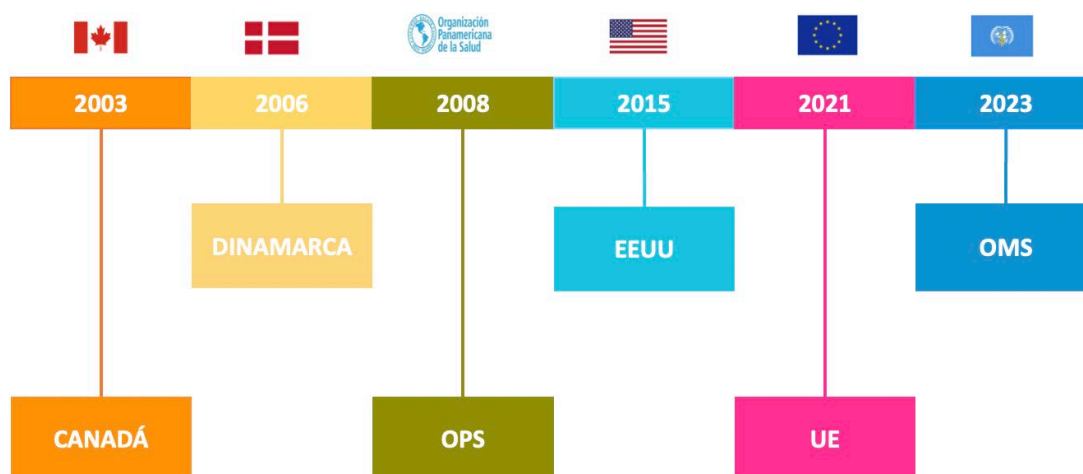 Organización
Panamericana
de la Salud
2003
2006
2008
2015
2021
2023
DINAMARCA
EEUU
OMS
CANADÁ
OPS
UE